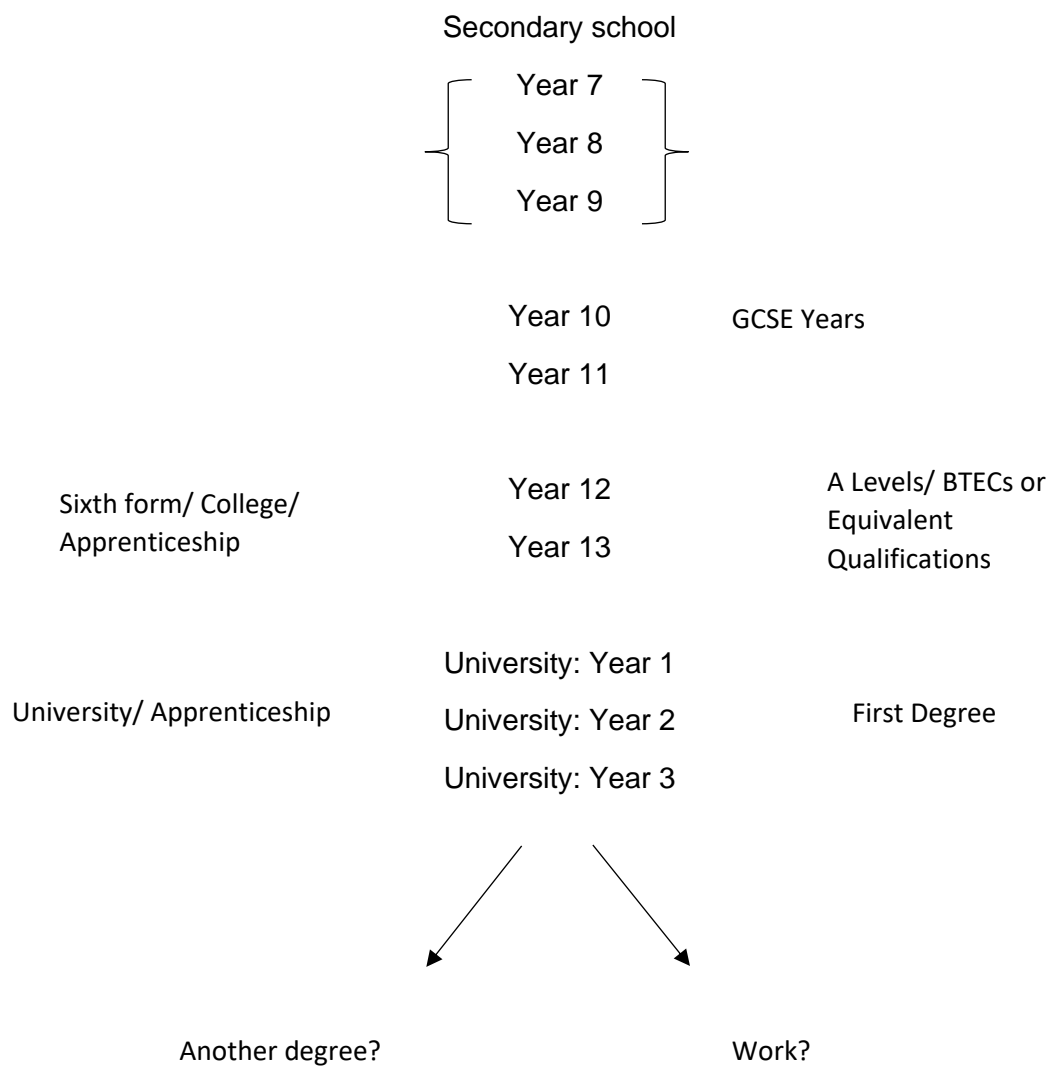 Secondary school
Year 7
Year 8
Year 9
Year 10
GCSE Years
Year 11
Sixth form/ College/
Apprenticeship
Year 12
Year 13
A Levels/ BTECs or
Equivalent
Qualifications
University: Year 1
University/ Apprenticeship
University: Year 2
First Degree
University: Year 3
Another degree?
Work?